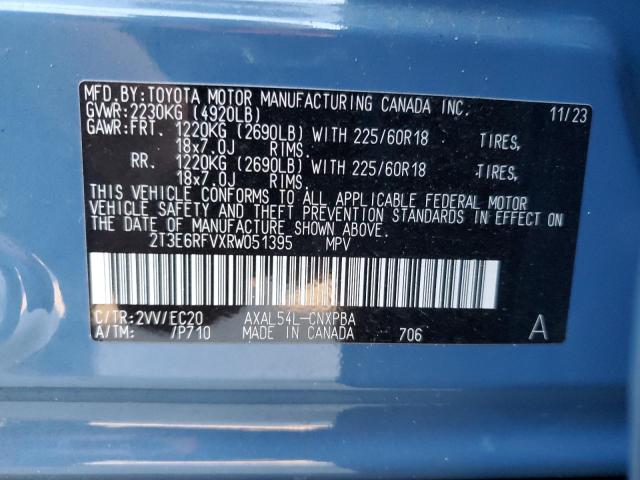 MFD.BY:TOYOTA MOTOR MANUFACTURING CANADA INC. 11/23
GVWR:2230KG (4920LB)
GAWR:FRT. 1220KG (2690LB) WITH 225/60R18 TIRES,
18x7.0J RIMS.
RR. 1220KG (2690LB) WITH 225/60R18 TIRES,
18x7.0J RIMS.
THIS VEHICLE CONFORMS TO ALL APPLICABLE FEDERAL MOTOR
VEHICLE SAFETY AND THEFT PREVENTION STANDARDS IN EFFECT ON
THE DATE OF MANUFACTURE SHOWN ABOVE.
2T3E6RFVXRW051395 MPV
C/TR:2VV/EC20 AXAL54L-CNXPBA
A/TM: /P710 MADE IN CANADA 706 A